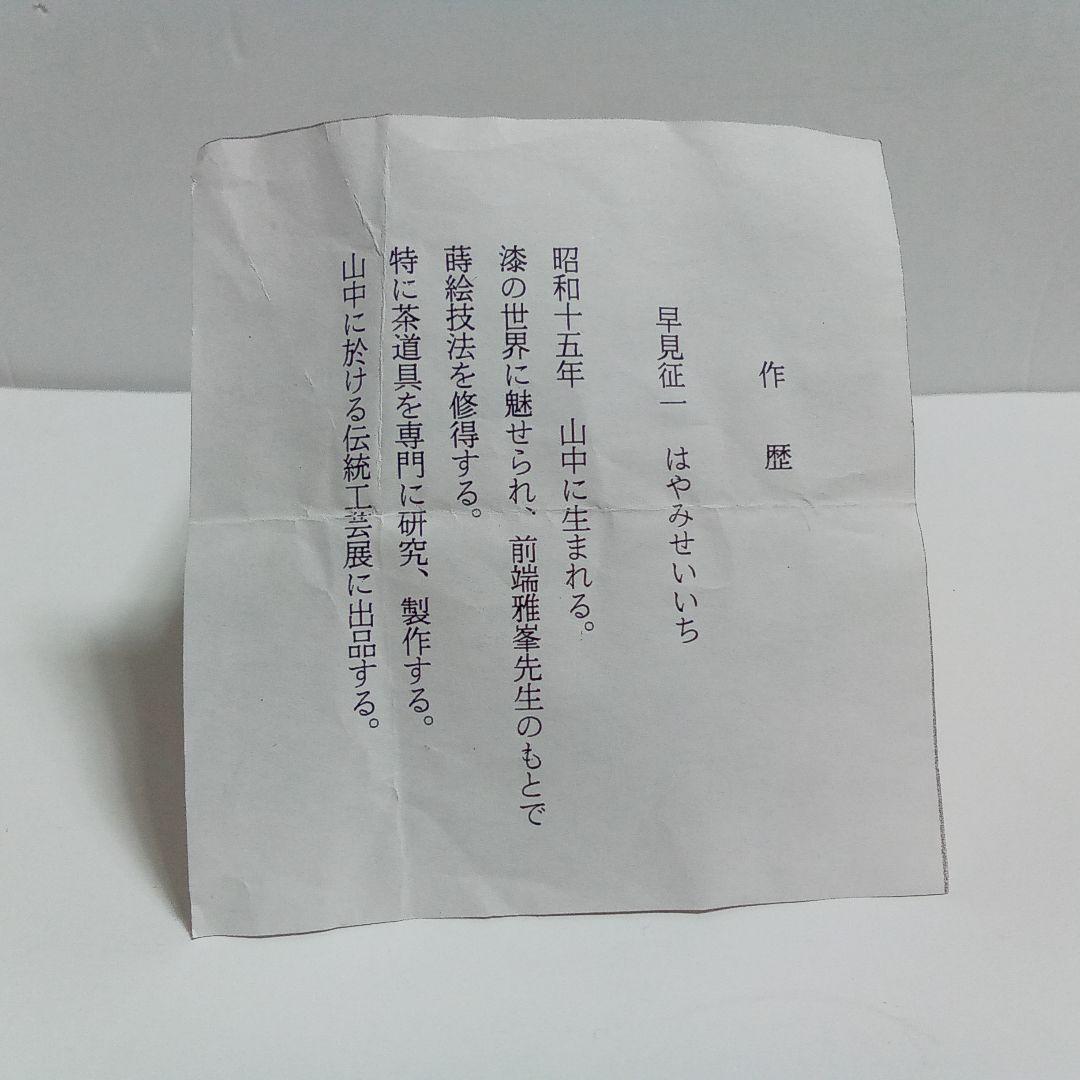 作　歴
早見征一　はやみせいいち
昭和十五年　山中に生まれる。
漆の世界に魅せられ、前端雅峯先生のもとで
蒔絵技法を修得する。
特に茶道具を専門に研究、製作する。
山中に於ける伝統工芸展に出品する。